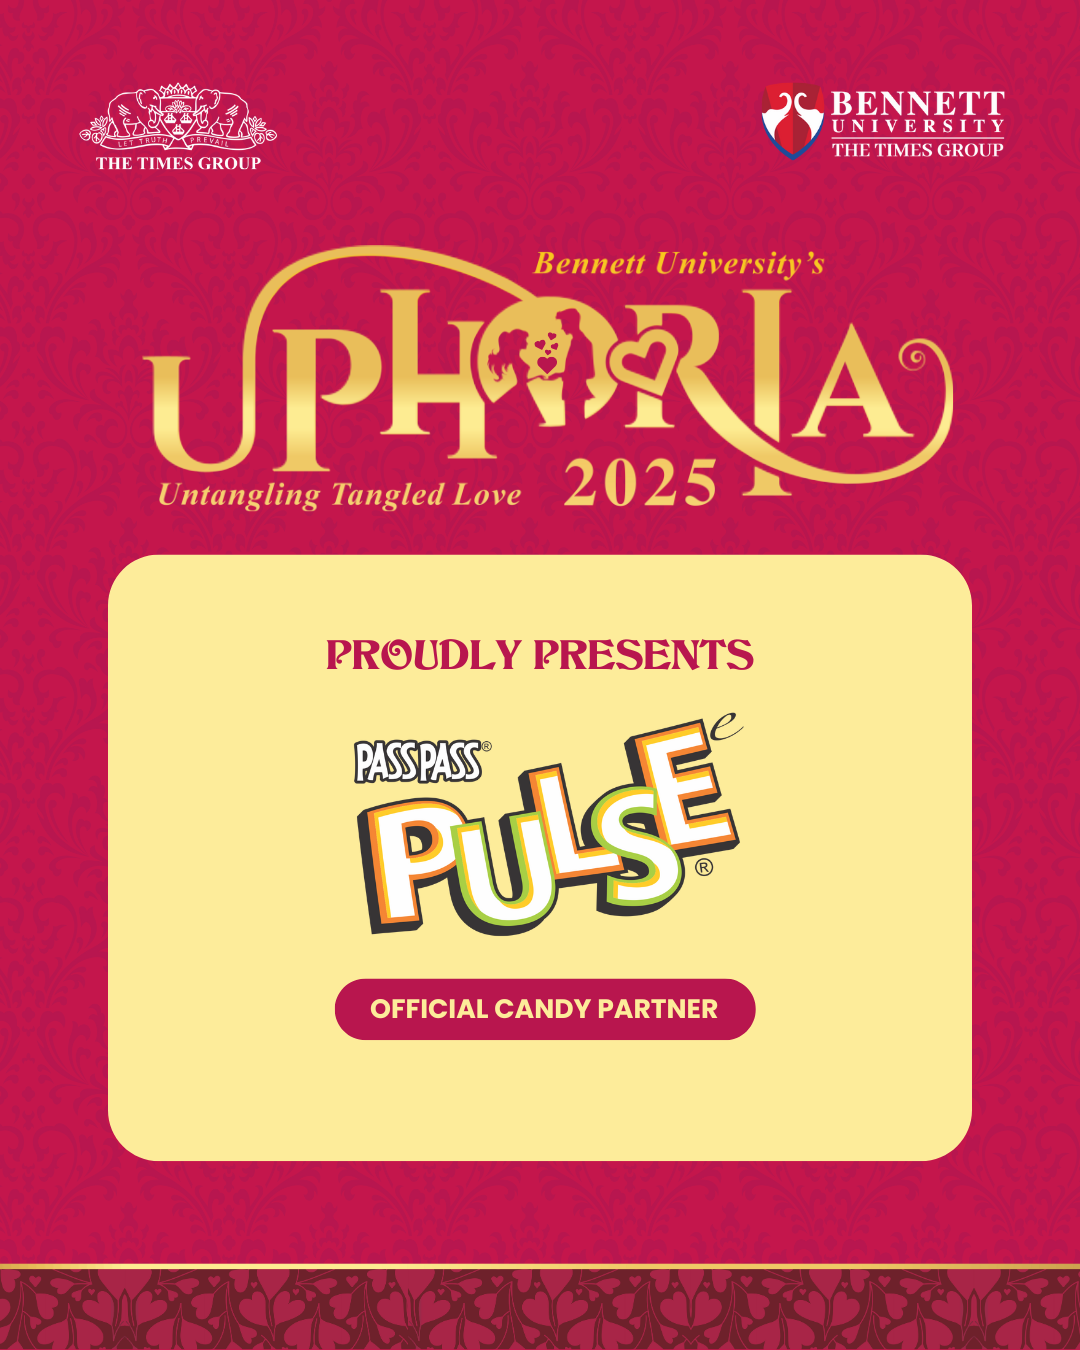 LET TRUTH PREVAIL
THE TIMES GROUP
BENNETT
UNIVERSITY
THE TIMES GROUP
Bennett University's
UPHORIA
Untangling Tangled Love
2025
PROUDLY PRESENTS
PASS PASS®
PULSE e
®
OFFICIAL CANDY PARTNER